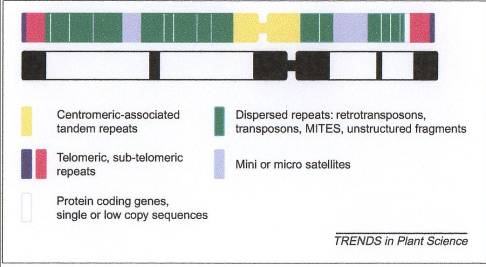 Centromeric-associated
tandem repeats
Telomeric, sub-telomeric
repeats
Protein coding genes,
single or low copy sequences
Dispersed repeats: retrotransposons,
transposons, MITES, unstructured fragments
Mini or micro satellites
TRENDS in Plant Science